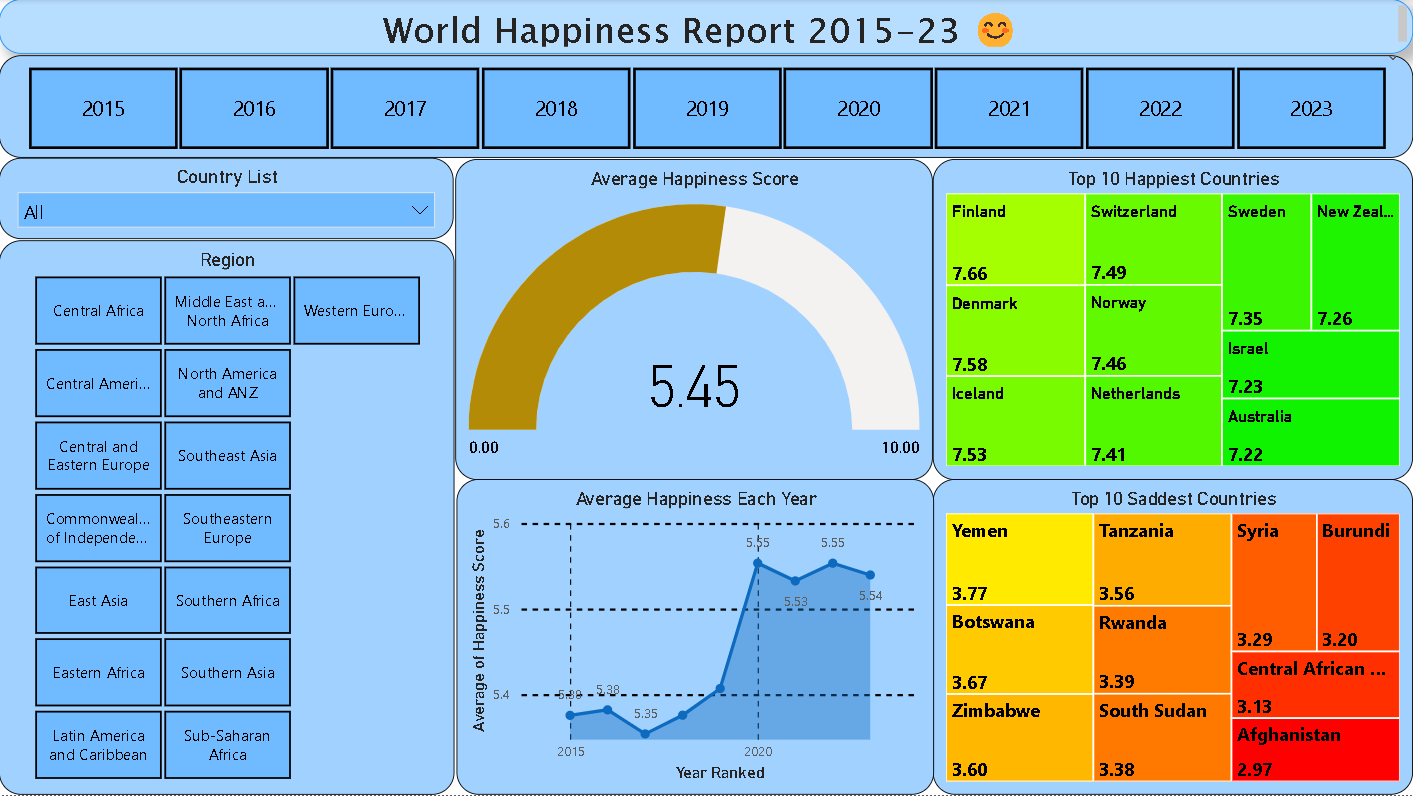 World Happiness Report 2015-23 😊
2015
2016
2017
2018
2019
2020
2021
2022
2023
Country List
All
Region
Central Africa
Middle East a...
North Africa
Western Euro...
Central Ameri...
North America
and ANZ
Central and
Eastern Europe
Southeast Asia
Commonweal...
of Independe...
Southeastern
Europe
East Asia
Southern Africa
Eastern Africa
Southern Asia
Latin America
and Caribbean
Sub-Saharan
Africa
Average Happiness Score
5.45
0.00
10.00
Average Happiness Each Year
Average of Happiness Score
5.6
5.5
5.4
5.38
5.38
5.35
5.55
5.53
5.55
5.54
2015
2020
Year Ranked
Top 10 Happiest Countries
Finland
7.66
Denmark
7.58
Iceland
7.53
Switzerland
7.49
Norway
7.46
Netherlands
7.41
Sweden
7.35
New Zeal...
7.26
Israel
7.23
Australia
7.22
Top 10 Saddest Countries
Yemen
3.77
Botswana
3.67
Zimbabwe
3.60
Tanzania
3.56
Rwanda
3.39
South Sudan
3.38
Syria
3.29
Burundi
3.20
Central African ...
3.13
Afghanistan
2.97